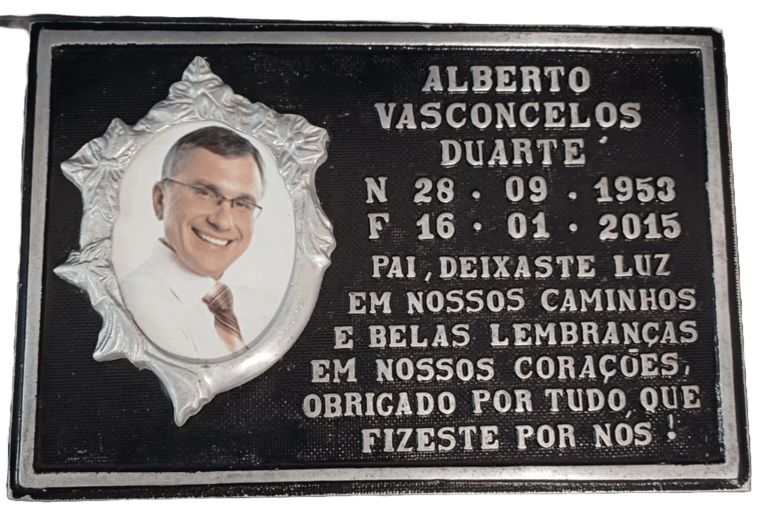 ALBERTO
VASCONCELOS
DUARTE
N 28 · 09 · 1953
F 16 · 01 · 2015
PAI, DEIXASTE LUZ
EM NOSSOS CAMINHOS
E BELAS LEMBRANÇAS
EM NOSSOS CORAÇÕES,
OBRIGADO POR TUDO QUE
FIZESTE POR NÓS!